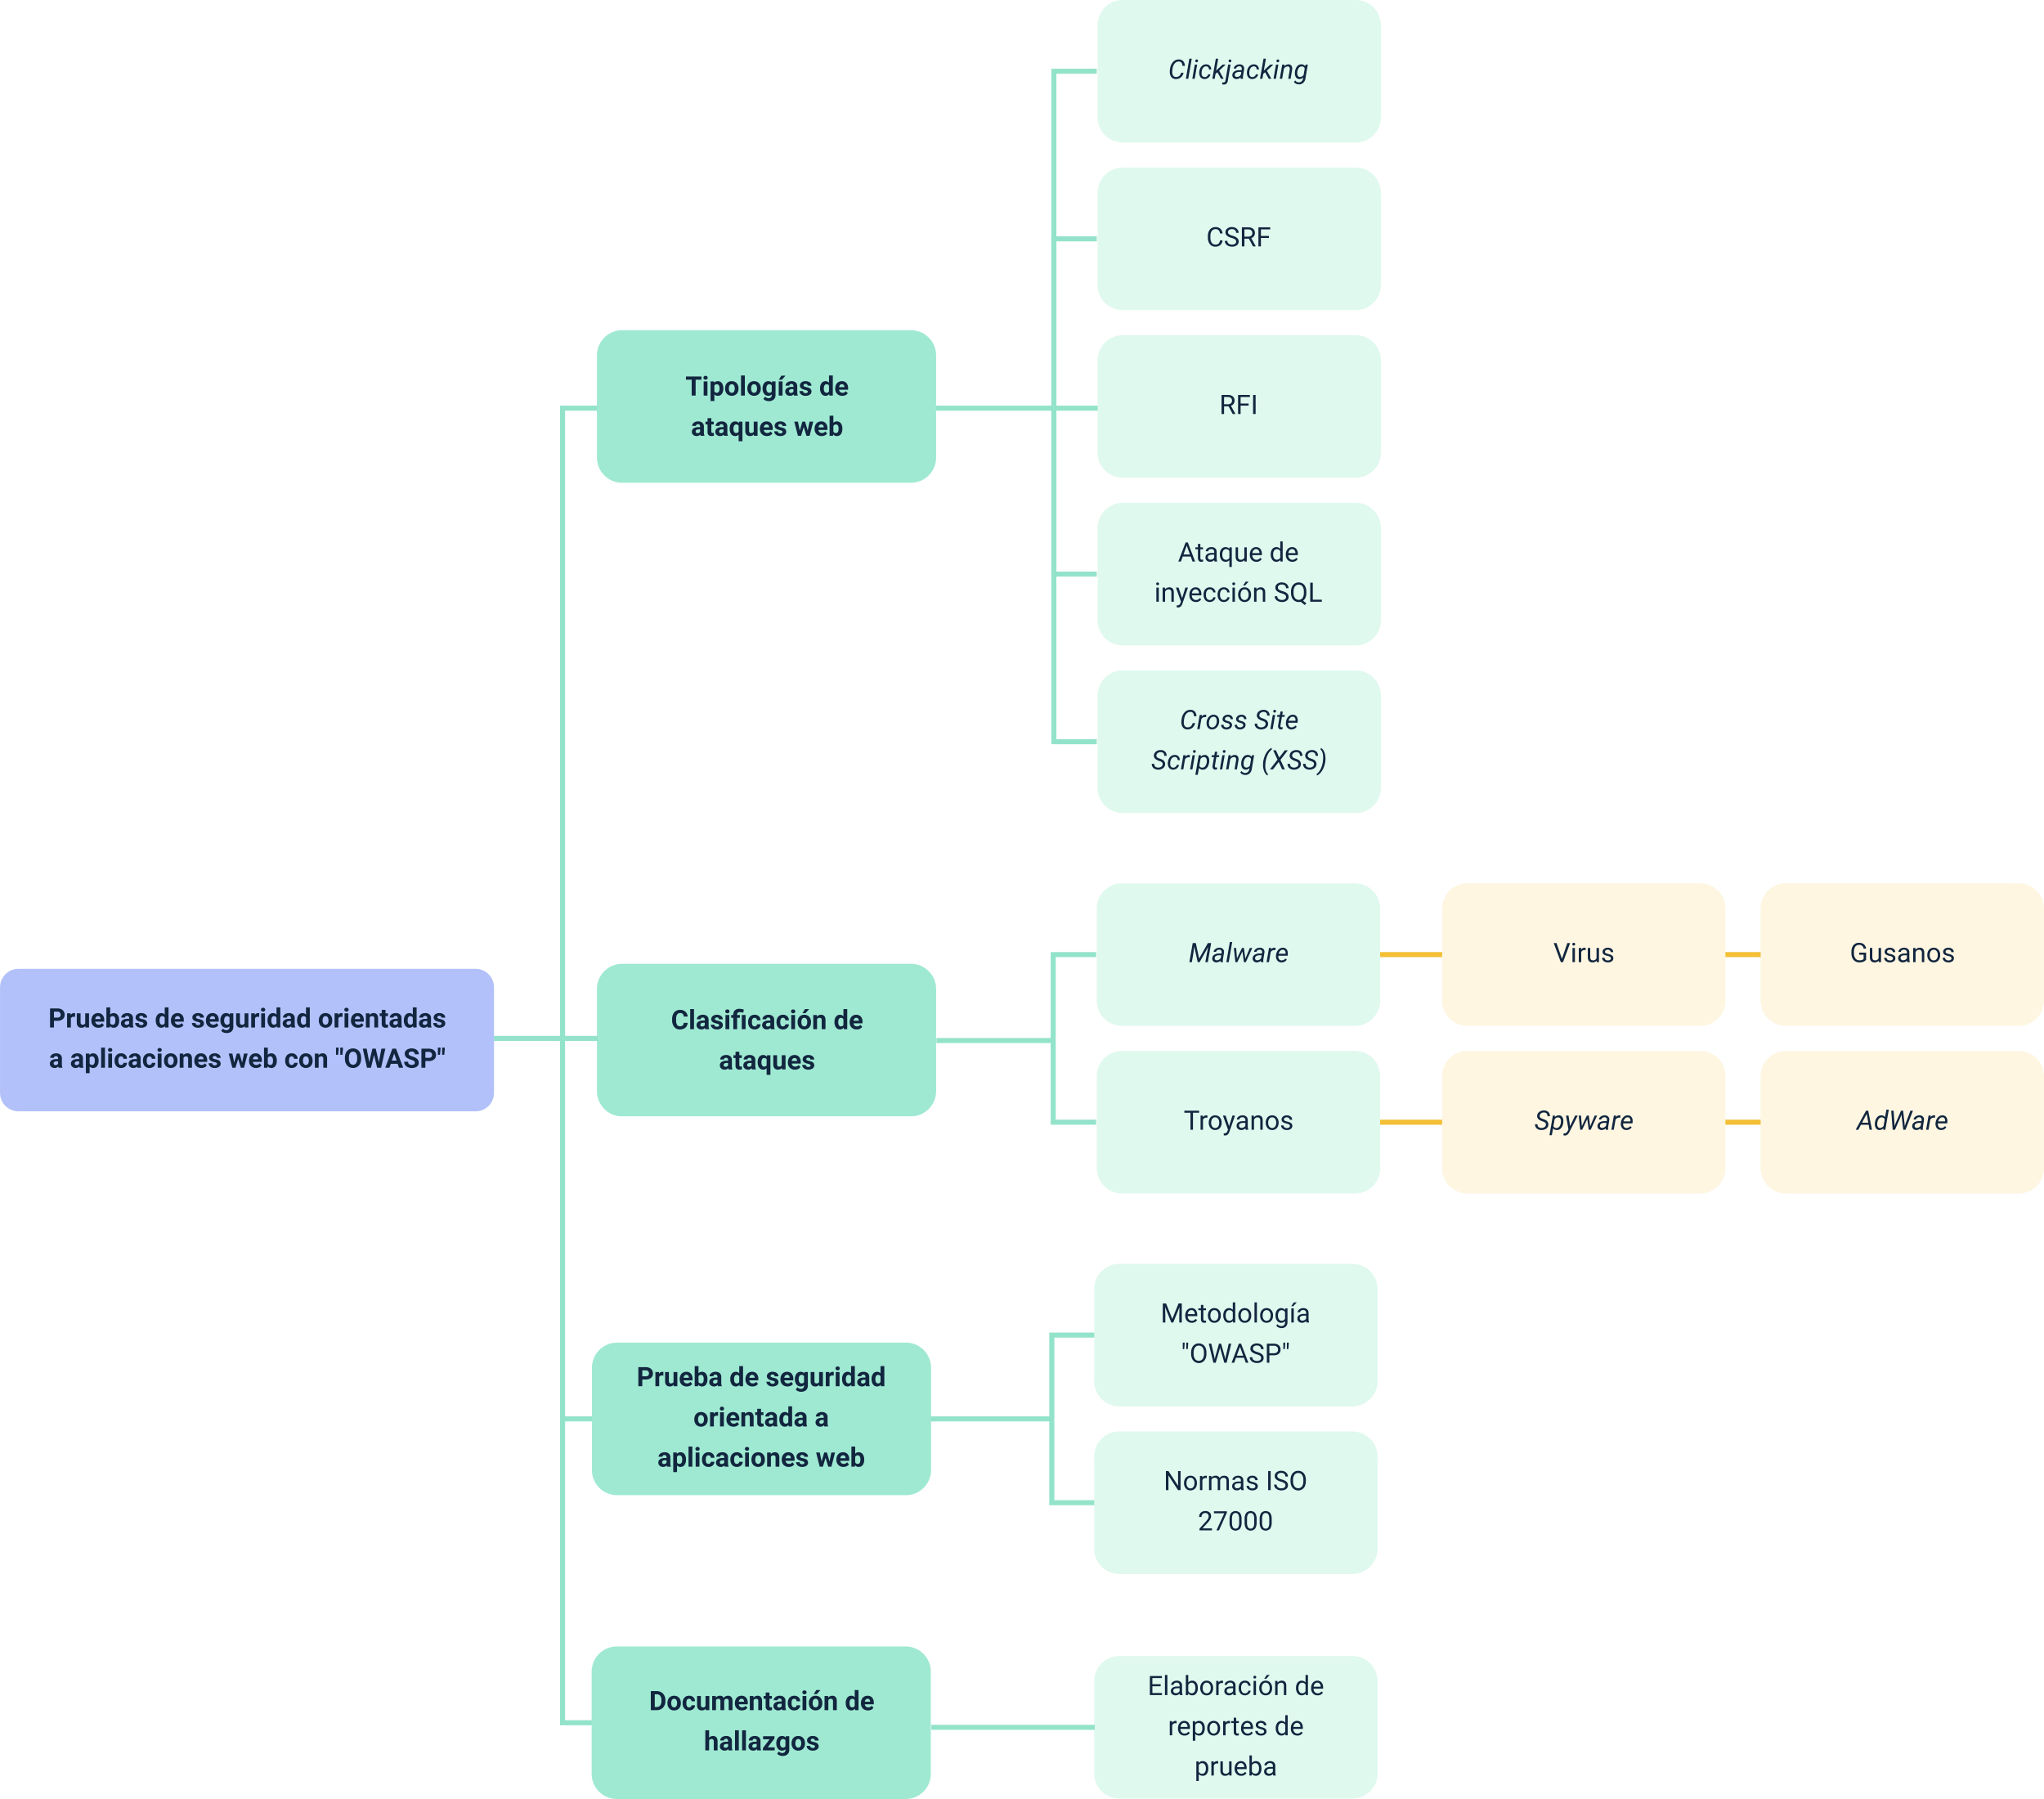 Pruebas de seguridad orientadas
a aplicaciones web con "OWASP"
Tipologías de
ataques web
Clickjacking
CSRF
RFI
Ataque de
inyección SQL
Cross Site
Scripting (XSS)
Clasificación de
ataques
Malware
Virus
Gusanos
Troyanos
Spyware
AdWare
Prueba de seguridad
orientada a
aplicaciones web
Metodología
"OWASP"
Normas ISO
27000
Documentación de
hallazgos
Elaboración de
reportes de
prueba